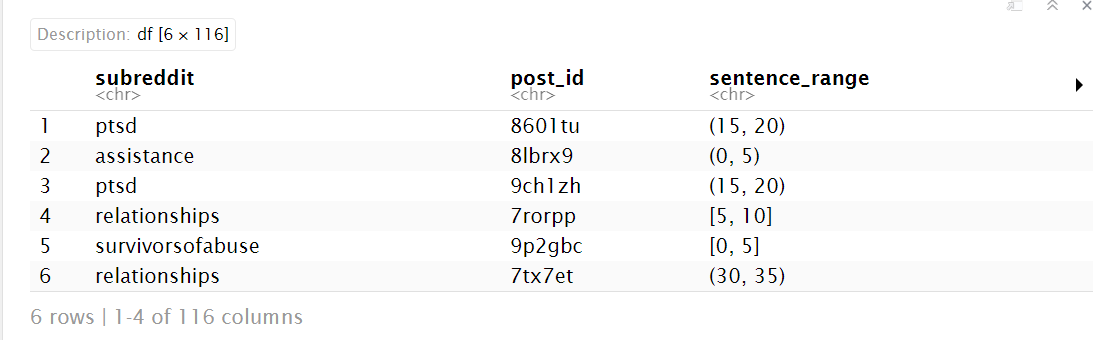 Description: df [6 × 116]
subreddit post_id sentence_range
<chr> <chr> <chr>
1 ptsd 8601tu (15, 20)
2 assistance 8lbrx9 (0, 5)
3 ptsd 9ch1zh (15, 20)
4 relationships 7rorpp [5, 10]
5 survivorsofabuse 9p2gbc [0, 5]
6 relationships 7tx7et (30, 35)
6 rows | 1-4 of 116 columns